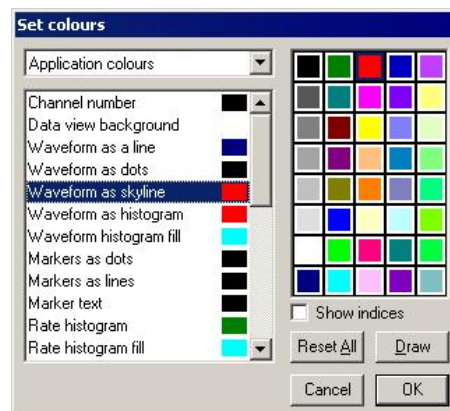 Set colours
Application colours
Channel number
Data view background
Waveform as a line
Waveform as dots
Waveform as skyline
Waveform as histogram
Waveform histogram fill
Markers as dots
Markers as lines
Marker text
Rate histogram
Rate histogram fill
Show indices
Reset All
Draw
Cancel
OK